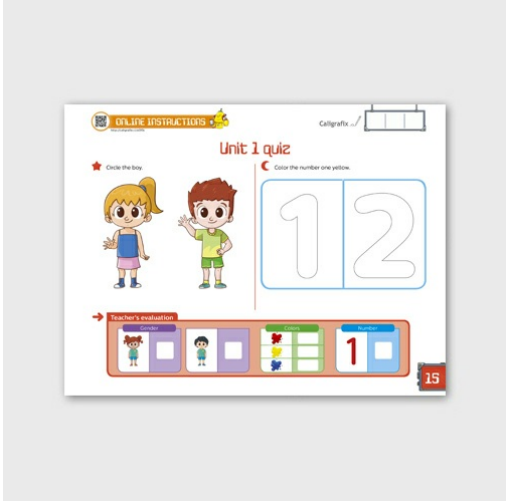 ONLINE INSTRUCTIONS
Caligrafix
Unit 1 quiz
Circle the boy.
Color the number one yellow.
1 2
Teacher's evaluation
Gender
Colors
Number
1
15